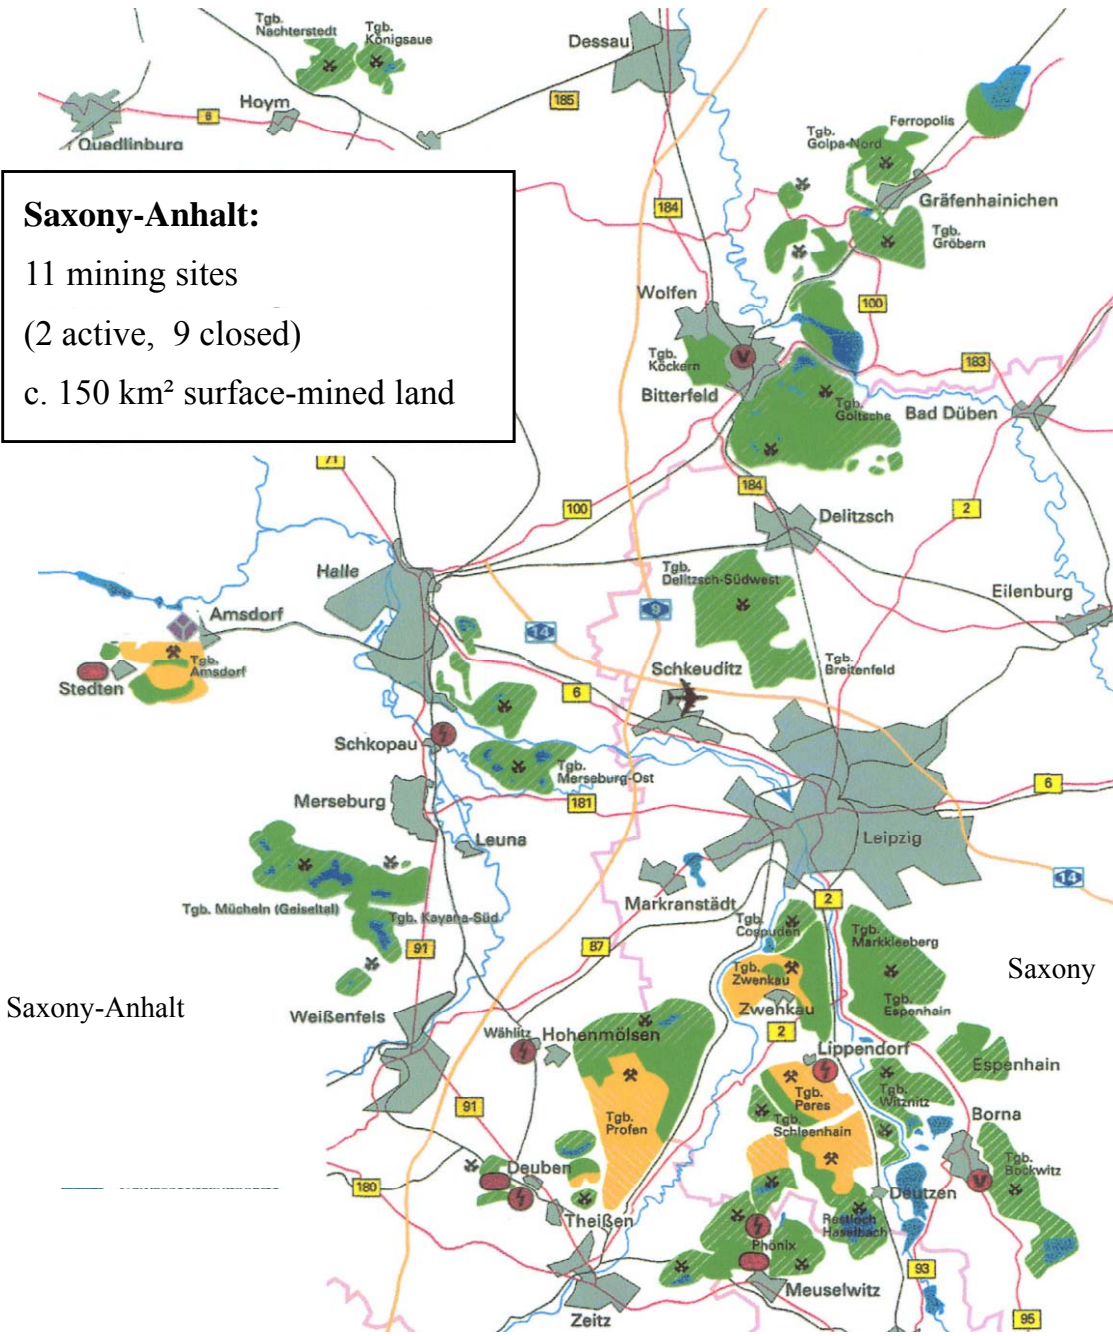 Tgb.
Nachterstedt
Tgb.
Königsaue
Dessau
185
Hoym
6
Quedlinburg
Ferropolis
Tgb.
Golpa-Nord
Gräfenhainichen
184
Tgb.
Gröbern
Saxony-Anhalt:
11 mining sites
(2 active, 9 closed)
c. 150 km² surface-mined land
Wolfen
100
Tgb.
Köckern
V
183
Bitterfeld
Tgb.
Goitsche
Bad Düben
71
184
100
2
Delitzsch
Halle
Tgb.
Delitzsch-Südwest
Eilenburg
9
14
Amsdorf
Tgb.
Amsdorf
Stedten
Schkeuditz
Tgb.
Breitenfeld
6
Schkopau
Tgb.
Merseburg-Ost
6
Merseburg
181
Leuna
Leipzig
14
Tgb. Mücheln (Geiseltal)
Tgb. Kayana-Süd
Markranstädt
2
Tgb.
Cospuden
Tgb.
Markkleeberg
91
87
Saxony
Tgb.
Zwenkau
Saxony-Anhalt
Zwenkau
Tgb.
Espenhain
Weißenfels
Wählitz
Hohenmölsen
2
Lippendorf
Espenhain
Tgb.
Peres
Tgb.
Witznitz
91
Tgb.
Profen
Tgb.
Schleenhain
Borna
Tgb.
Bockwitz
V
Deuben
180
Deutzen
Theißen
Restloch
Haselbach
Phönix
93
Meuselwitz
Zeitz
95